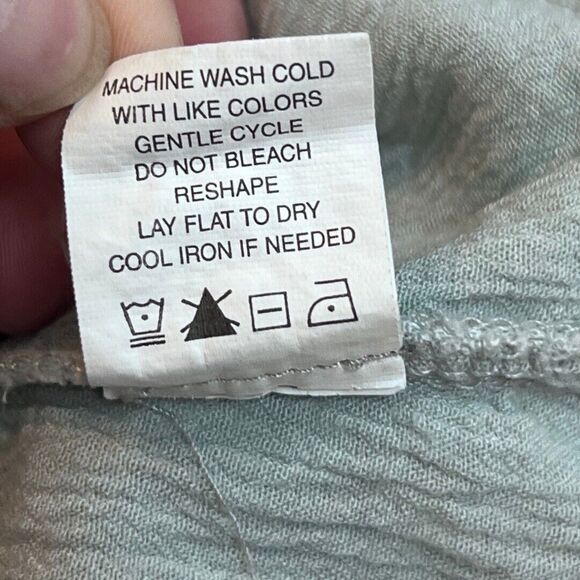 MACHINE WASH COLD
WITH LIKE COLORS
GENTLE CYCLE
DO NOT BLEACH
RESHAPE
LAY FLAT TO DRY
COOL IRON IF NEEDED